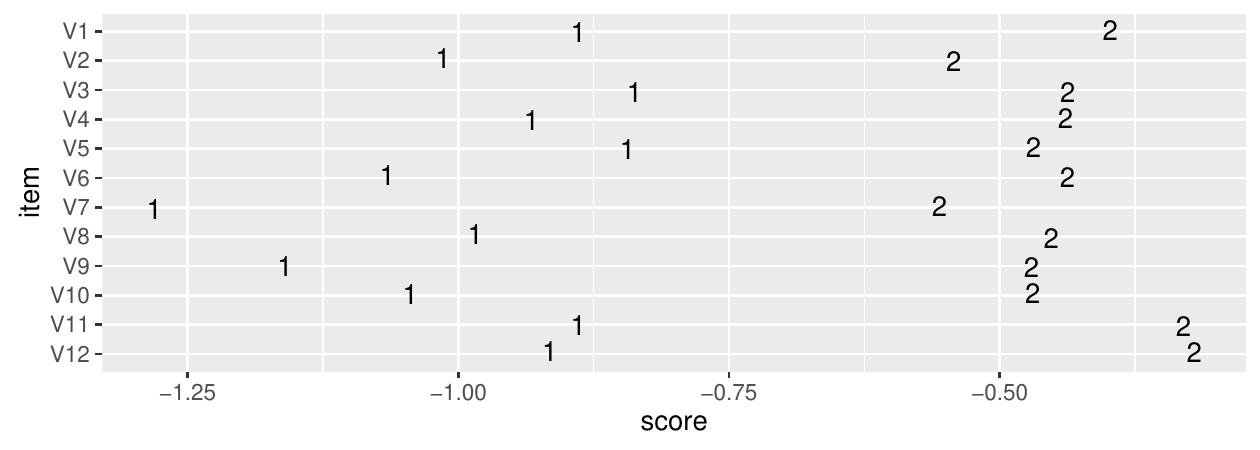 V1 1 2
V2 1 2
V3 1 2
V4 1 2
V5 1 2
V6 1 2
V7 1 2
V8 1 2
V9 1 2
V10 1 2
V11 1 2
V12 1 2
item
−1.25 −1.00 −0.75 −0.50
score